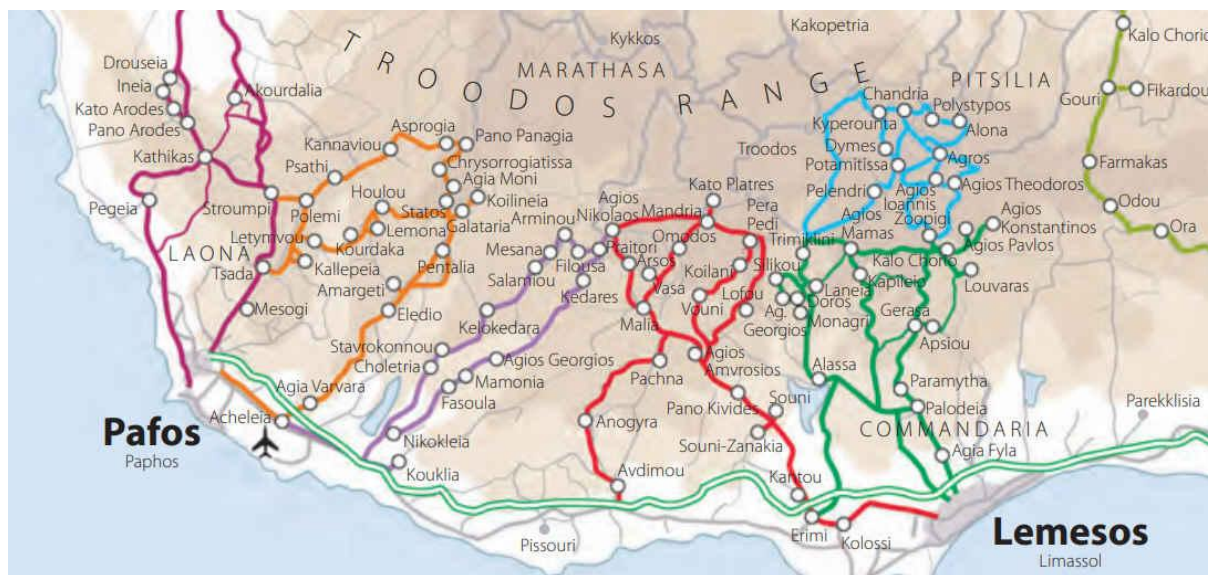 Kykkos
Kakopetria
Kalo Chorio
TROODOS RANGE
MARATHASA
PITSILIA
Drouseia
Ineia
Kato Arodes
Pano Arodes
Akourdalia
Kathikas
Pegeia
Stroumpi
LAONA
Tsada
Mesogi
Asprogia
Pano Panagia
Kannaviou
Psathi
Chrysorrogiatissa
Agia Moni
Koilineia
Houlou
Statos
Polemi
Lemona
Galataria
Letymvou
Kourdaka
Kallepeia
Pentalia
Amargeti
Eledio
Agia Varvara
Acheleia
Arminou
Agios
Nikolaos
Mesana
Filousa
Praitori
Salamiou
Kedares
Kelokedara
Stavrokonnou
Choletria
Agios Georgios
Mamonia
Fasoula
Nikokleia
Kouklia
Kato Platres
Mandria
Pera
Pedi
Omodos
Arsos
Vasa
Koilani
Vouni
Lofou
Malia
Pachna
Agios
Amvrosios
Anogyra
Pano Kivides
Souni
Souni-Zanakia
Avdimou
Kantou
Erimi
Kolossi
Troodos
Chandria
Kyperounta
Polystypos
Alona
Dymes
Potamitissa
Agros
Pelendri
Agios
Ioannis
Agios Theodoros
Zoopigi
Agios
Mamas
Trimiklini
Agios
Konstantinos
Agios Pavlos
Kalo Chorio
Louvaras
Kapileio
Silikou
Laneia
Doros
Ag.
Georgios
Monagri
Gerasa
Apsiou
Alassa
Paramytha
Palodeia
COMMANDARIA
Agia Fyla
Parekklisia
Gouri
Fikardou
Farmakas
Odou
Ora
Pafos
Paphos
Pissouri
Lemesos
Limassol